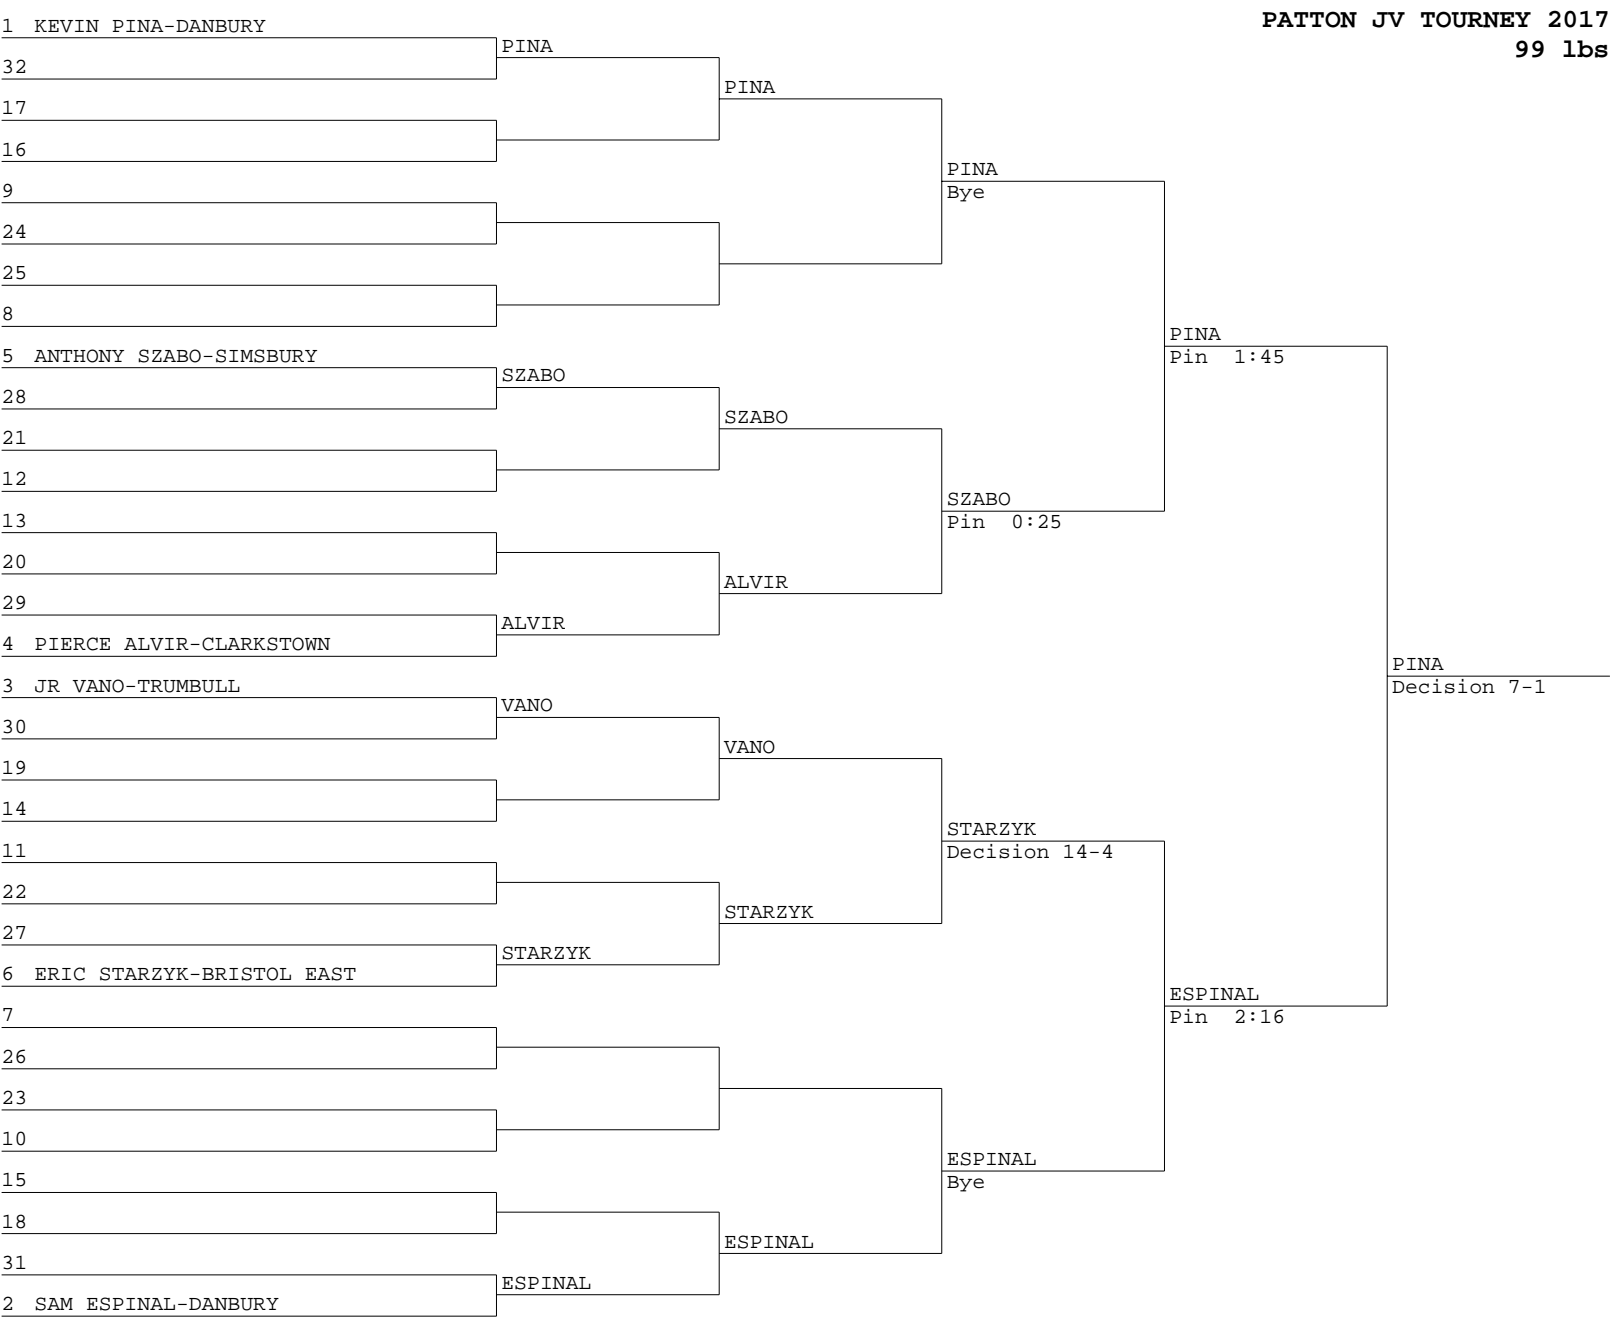 PATTON JV TOURNEY 2017
99 lbs
1 KEVIN PINA-DANBURY
32
17
16
9
24
25
8
5 ANTHONY SZABO-SIMSBURY
28
21
12
13
20
29
4 PIERCE ALVIR-CLARKSTOWN
3 JR VANO-TRUMBULL
30
19
14
11
22
27
6 ERIC STARZYK-BRISTOL EAST
7
26
23
10
15
18
31
2 SAM ESPINAL-DANBURY
PINA
SZABO
ALVIR
VANO
STARZYK
ESPINAL
PINA
SZABO
ALVIR
VANO
STARZYK
ESPINAL
PINA
Bye
SZABO
Pin 0:25
STARZYK
Decision 14-4
ESPINAL
Bye
PINA
Pin 1:45
ESPINAL
Pin 2:16
PINA
Decision 7-1